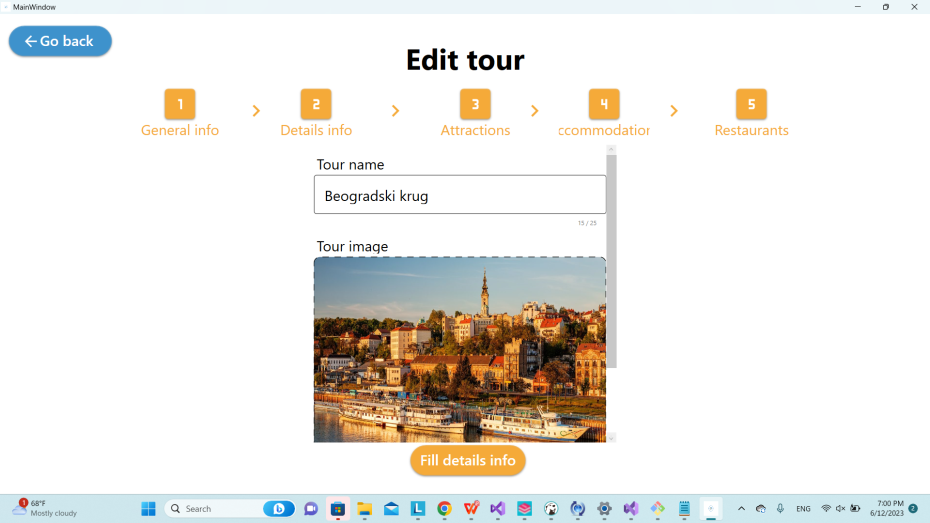 MainWindow
Go back
Edit tour
1 2 3 4 5
General info Details info Attractions ccommodation Restaurants
Tour name
Beogradski krug
15 / 25
Tour image
Fill details info
1 68°F
Mostly cloudy
Search
ENG
7:00 PM
6/12/2023
2